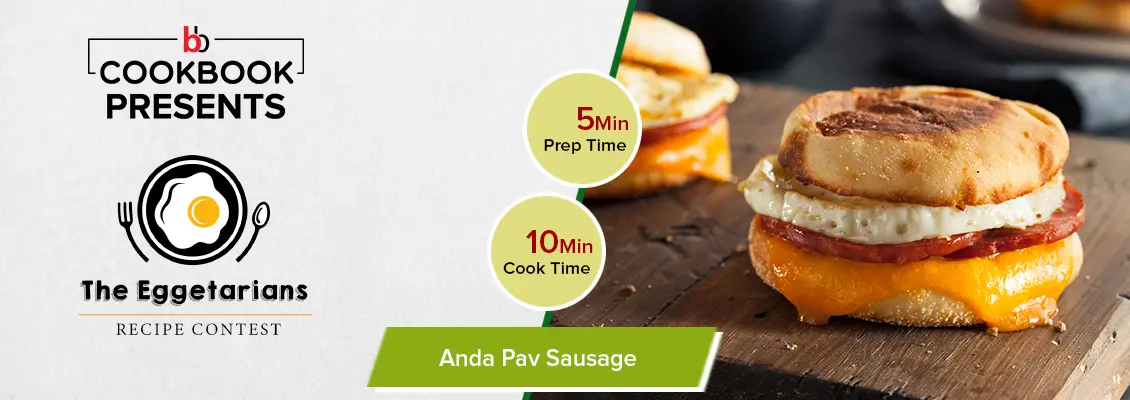 bb
COOKBOOK
PRESENTS
The Eggetarians
RECIPE CONTEST
5Min
Prep Time
10Min
Cook Time
Anda Pav Sausage